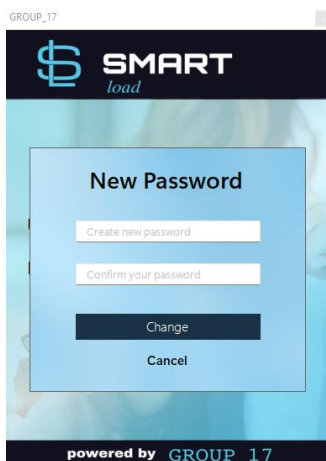 GROUP_17
SMART
load
New Password
Create new password
Confirm your password
Change
Cancel
powered by GROUP 17